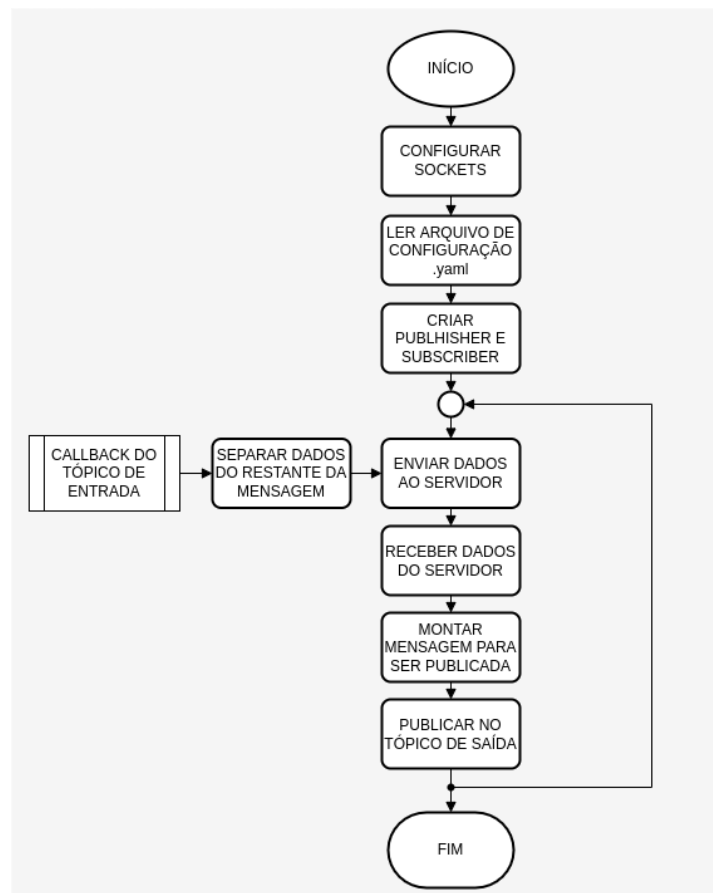 INÍCIO
CONFIGURAR
SOCKETS
LER ARQUIVO DE
CONFIGURAÇÃO
.yaml
CRIAR
PUBLHISHER E
SUBSCRIBER
CALLBACK DO
TÓPICO DE
ENTRADA
SEPARAR DADOS
DO RESTANTE DA
MENSAGEM
ENVIAR DADOS
AO SERVIDOR
RECEBER DADOS
DO SERVIDOR
MONTAR
MENSAGEM PARA
SER PUBLICADA
PUBLICAR NO
TÓPICO DE SAÍDA
FIM